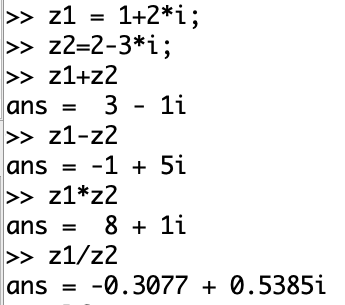 >> z1 = 1+2*i;
>> z2=2-3*i;
>> z1+z2
ans =  3 - 1i
>> z1-z2
ans = -1 + 5i
>> z1*z2
ans =  8 + 1i
>> z1/z2
ans = -0.3077 + 0.5385i